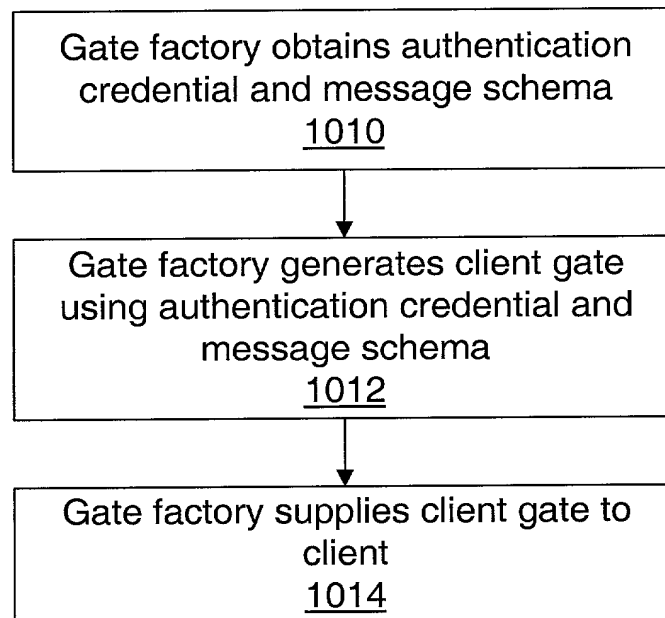 Gate factory obtains authentication
credential and message schema
1010
Gate factory generates client gate
using authentication credential and
message schema
1012
Gate factory supplies client gate to
client
1014